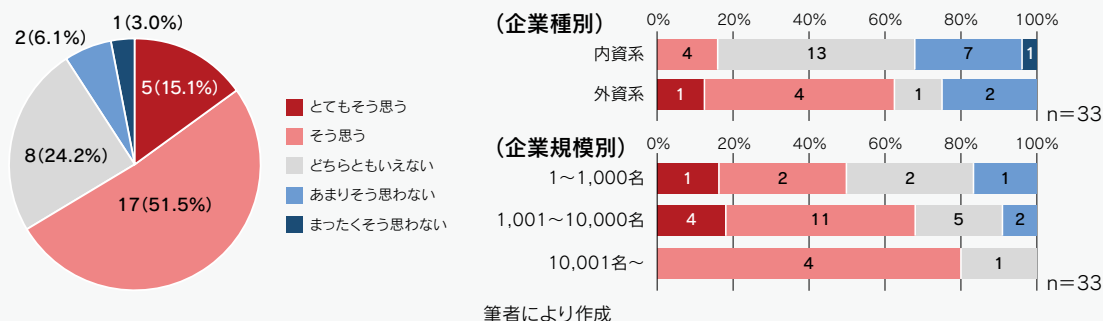 1(3.0%)
2(6.1%)
5(15.1%)
8(24.2%)
17(51.5%)
とてもそう思う
そう思う
どちらともいえない
あまりそう思わない
まったくそう思わない
(企業種別)
0% 20% 40% 60% 80% 100%
内資系 4 13 7 1
外資系 1 4 1 2
n=33
(企業規模別)
0% 20% 40% 60% 80% 100%
1〜1,000名 1 2 2 1
1,001〜10,000名 4 11 5 2
10,001名〜 4 1
n=33
筆者により作成